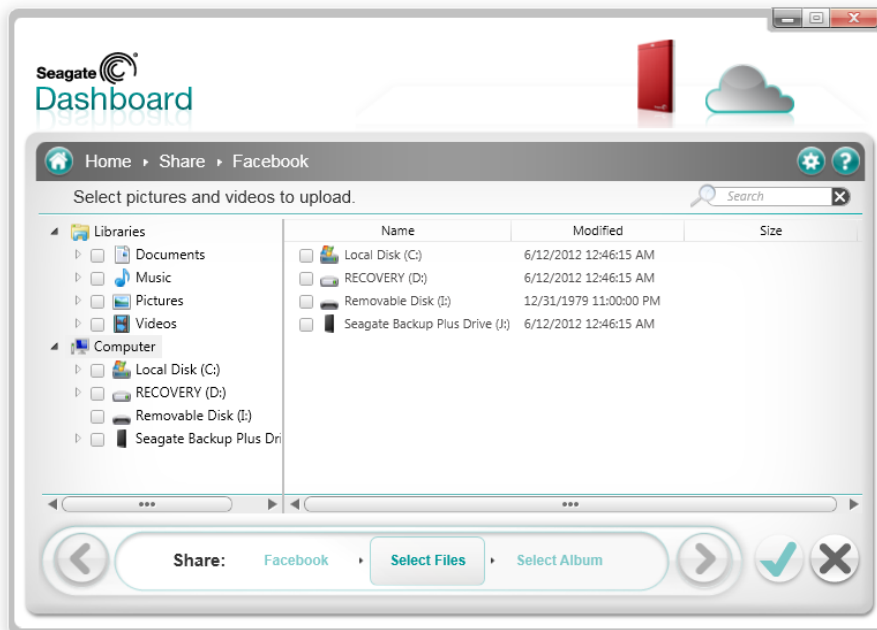 Seagate
Dashboard
Home ▸ Share ▸ Facebook
Select pictures and videos to upload.
Search
Libraries
Documents
Music
Pictures
Videos
Computer
Local Disk (C:)
RECOVERY (D:)
Removable Disk (I:)
Seagate Backup Plus Dri
Name Modified Size
Local Disk (C:) 6/12/2012 12:46:15 AM
RECOVERY (D:) 6/12/2012 12:46:15 AM
Removable Disk (I:) 12/31/1979 11:00:00 PM
Seagate Backup Plus Drive (J:) 6/12/2012 12:46:15 AM
Share: Facebook ▸ Select Files ▸ Select Album